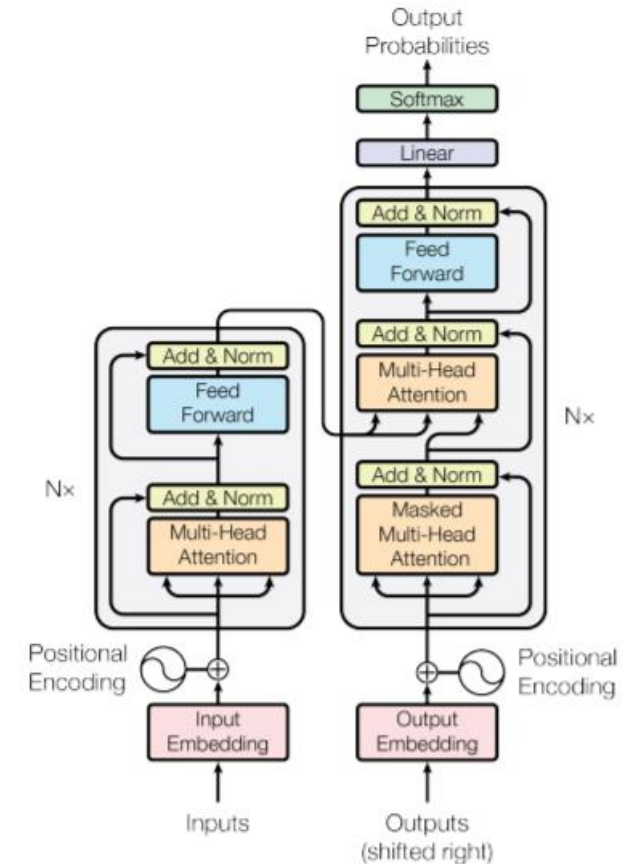 Output
Probabilities
Softmax
Linear
Add & Norm
Feed
Forward
Add & Norm
Multi-Head
Attention
Add & Norm
Masked
Multi-Head
Attention
Nx
Add & Norm
Feed
Forward
Add & Norm
Multi-Head
Attention
Nx
Positional
Encoding
Positional
Encoding
Input
Embedding
Output
Embedding
Inputs
Outputs
(shifted right)